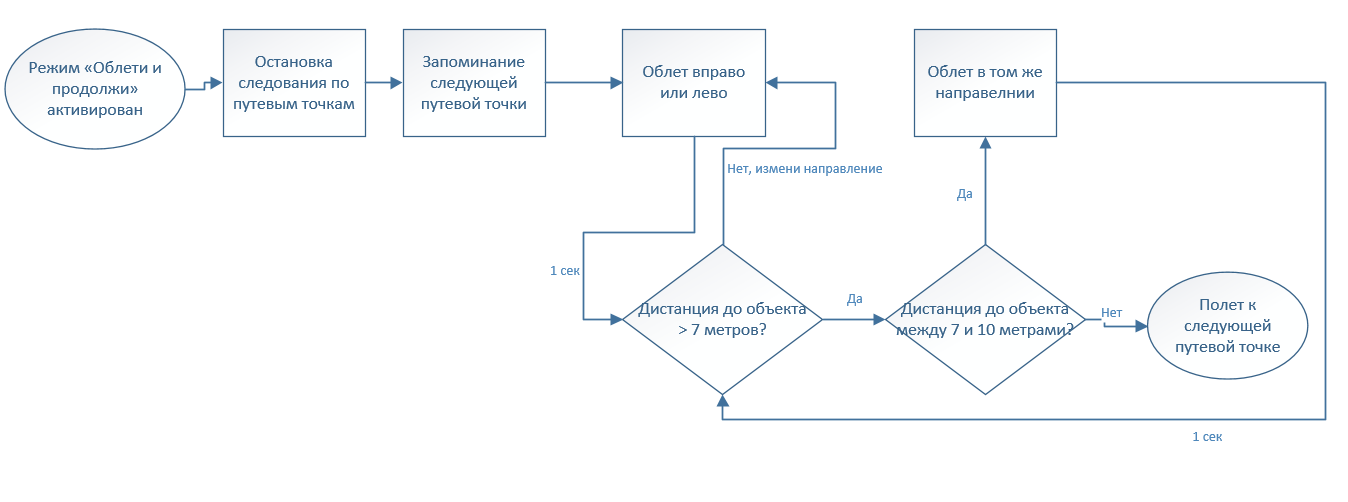 Режим «Облети и
продолжи»
активирован
Остановка
следования по
путевым точкам
Запоминание
следующей
путевой точки
Облет вправо
или лево
Облет в том же
направелнии
Нет, измени направление
Да
1 сек
Дистанция до объекта
> 7 метров?
Да
Дистанция до объекта
между 7 и 10 метрами?
Нет
Полет к
следующей
путевой точке
1 сек